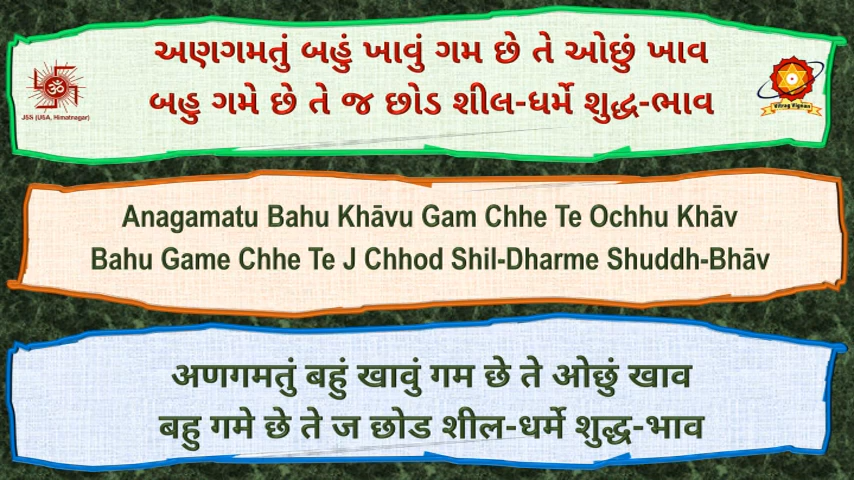 અણગમતું બહું ખાવું ગમ છે તે ઓછું ખાવ
બહુ ગમે છે તે જ છોડ શીલ-ધર્મે શુદ્ધ-ભાવ
ॐ
JSS (USA, Himatnagar)
Vitrag Vignan
Anagamatu Bahu Khāvu Gam Chhe Te Ochhu Khāv
Bahu Game Chhe Te J Chhod Shil-Dharme Shuddh-Bhāv
अणगमतुं बहुं खावुं गम छे ते ओछुं खाव
बहु गमे छे ते ज छोड शील-धर्मे शुद्ध-भाव